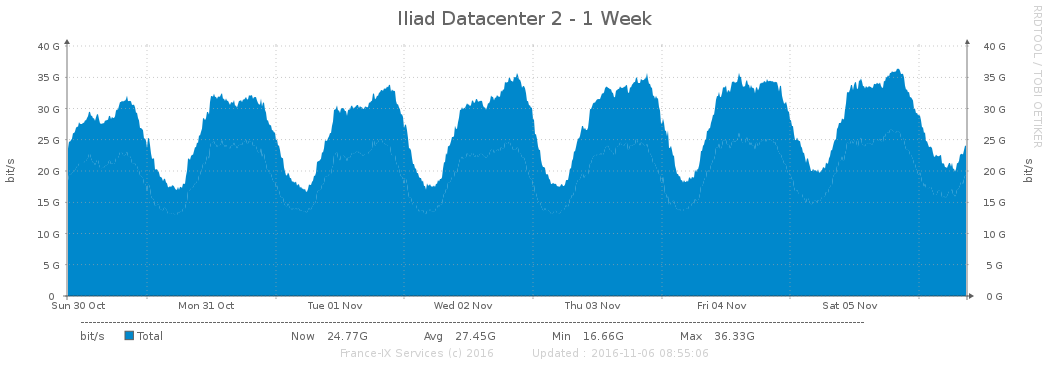 Iliad Datacenter 2 - 1 Week
RRDTOOL / TOBI OETIKER
bit/s
40 G 40 G
35 G 35 G
30 G 30 G
25 G 25 G
20 G 20 G
15 G 15 G
10 G 10 G
5 G 5 G
0 0 G
bit/s
Sun 30 Oct Mon 31 Oct Tue 01 Nov Wed 02 Nov Thu 03 Nov Fri 04 Nov Sat 05 Nov
bit/s Total Now 24.77G Avg 27.45G Min 16.66G Max 36.33G
France-IX Services (c) 2016 Updated : 2016-11-06 08:55:06